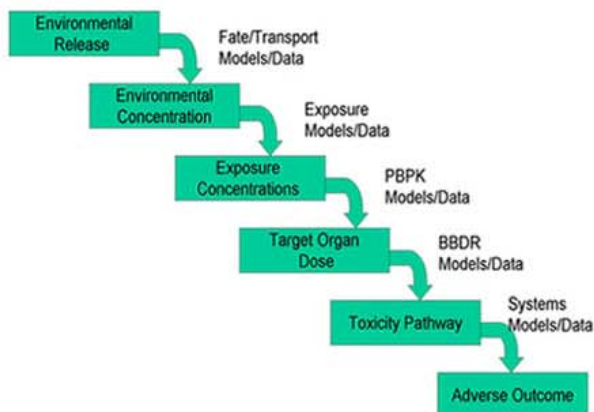 Environmental
Release
Fate/Transport
Models/Data
Environmental
Concentration
Exposure
Models/Data
Exposure
Concentrations
PBPK
Models/Data
Target Organ
Dose
BBDR
Models/Data
Toxicity Pathway
Systems
Models/Data
Adverse Outcome